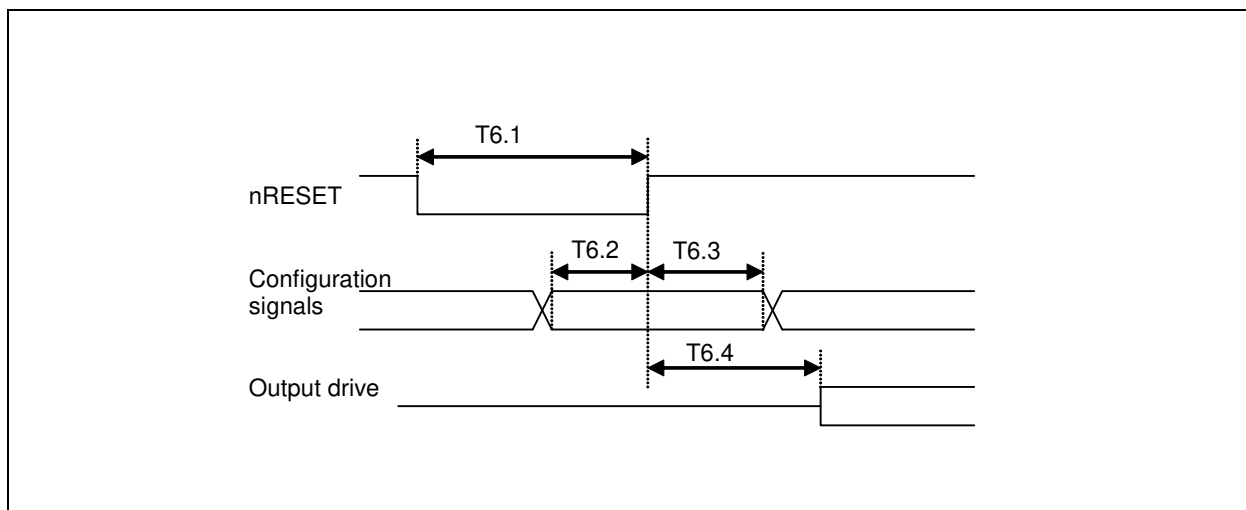 T6.1
nRESET
T6.2
T6.3
Configuration
signals
T6.4
Output drive